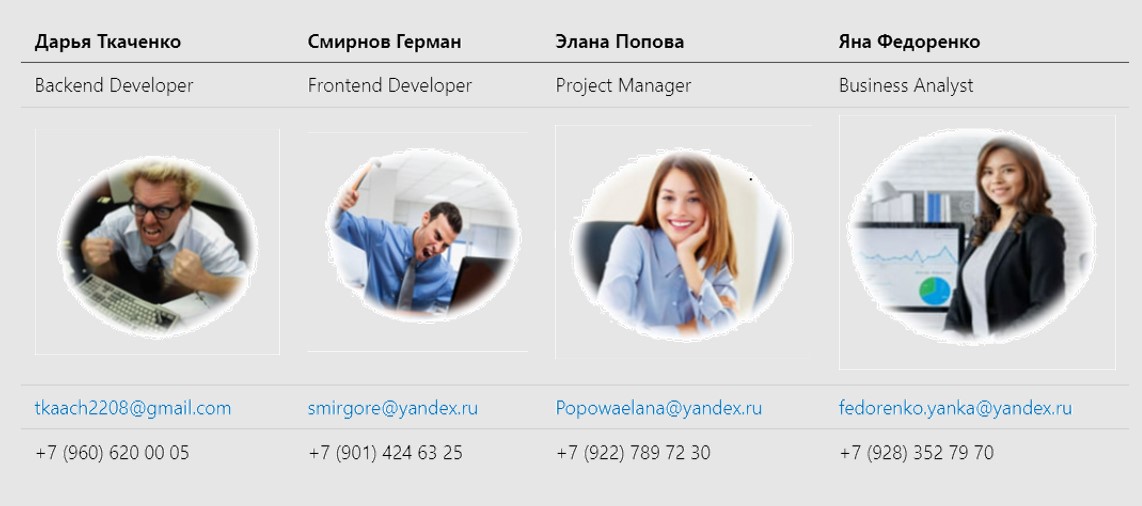 Дарья Ткаченко Смирнов Герман Элана Попова Яна Федоренко
Backend Developer Frontend Developer Project Manager Business Analyst
tkaach2208@gmail.com smirgore@yandex.ru Popowaelana@yandex.ru fedorenko.yanka@yandex.ru
+7 (960) 620 00 05 +7 (901) 424 63 25 +7 (922) 789 72 30 +7 (928) 352 79 70